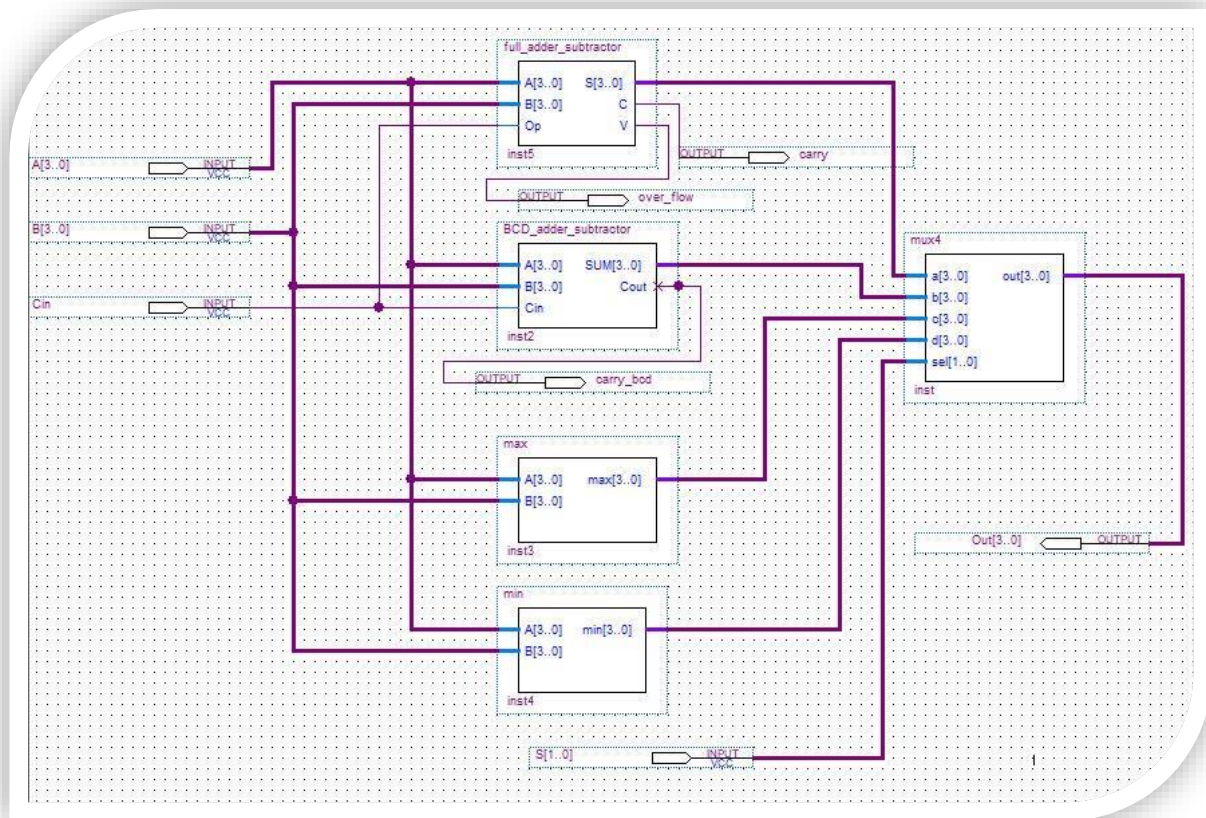 full_adder_subtractor
A[3..0] S[3..0]
B[3..0] C
Op V
inst5
A[3..0] INPUT
VCC
OUTPUT carry
OUTPUT over_flow
B[3..0] INPUT
VCC
BCD_adder_subtractor
A[3..0] SUM[3..0]
B[3..0] Cout
Cin
inst2
Cin INPUT
VCC
mux4
a[3..0] out[3..0]
b[3..0]
c[3..0]
d[3..0]
sel[1..0]
inst
OUTPUT carry_bcd
max
A[3..0] max[3..0]
B[3..0]
inst3
Out[3..0] OUTPUT
min
A[3..0] min[3..0]
B[3..0]
inst4
S[1..0] INPUT
VCC